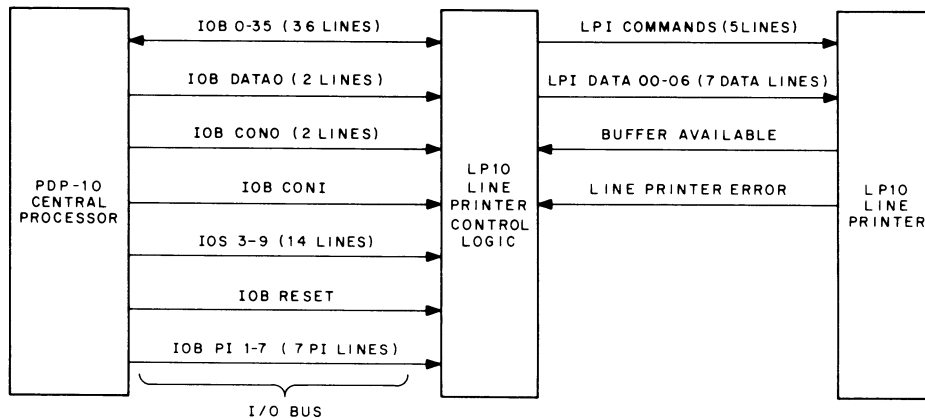 IOB 0-35 (36 LINES)
LPI COMMANDS (5LINES)
IOB DATAO (2 LINES)
LPI DATA 00-06 (7 DATA LINES)
IOB CONO (2 LINES)
BUFFER AVAILABLE
PDP-10
CENTRAL
PROCESSOR
IOB CONI
LP10
LINE
PRINTER
CONTROL
LOGIC
LINE PRINTER ERROR
LP10
LINE
PRINTER
IOS 3-9 (14 LINES)
IOB RESET
IOB PI 1-7 (7 PI LINES)
I/O BUS